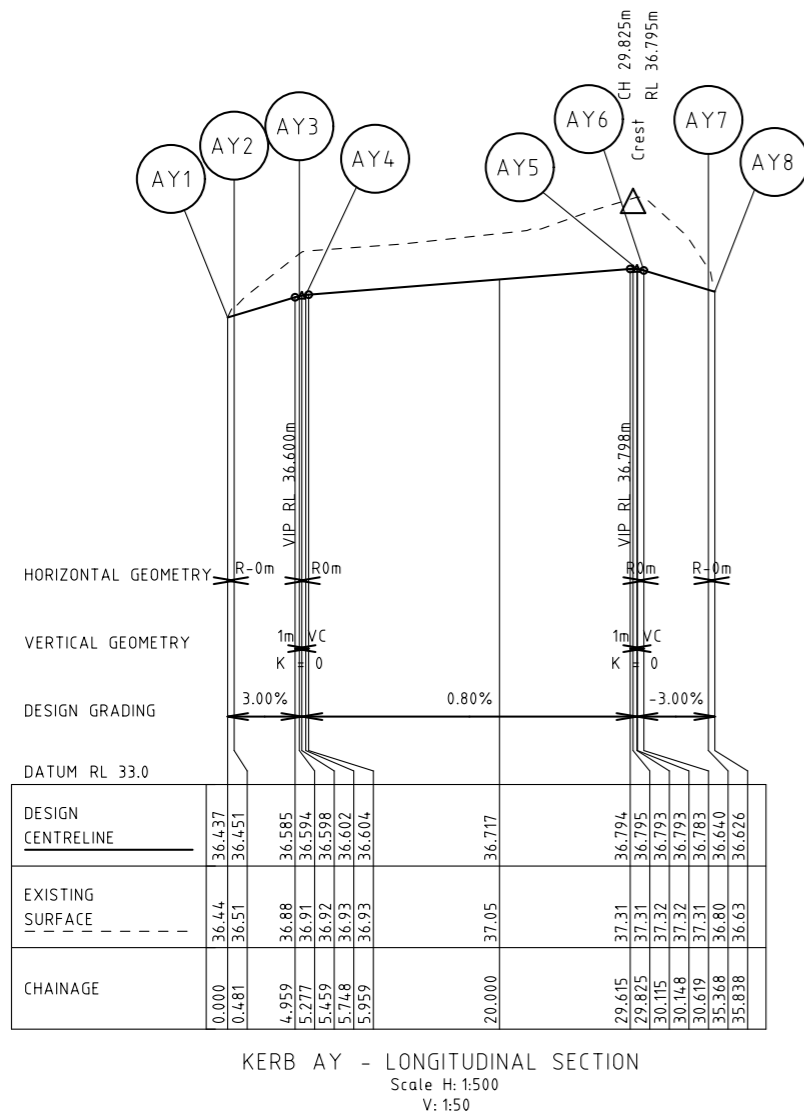 CH 29.825m
RL 36.795m
Crest
AY1
AY2
AY3
AY4
AY5
AY6
AY7
AY8
VIP RL 36.600m
VIP RL 36.798m
HORIZONTAL GEOMETRY
R-0m
R0m
R0m
R-0m
VERTICAL GEOMETRY
1m VC
K = 0
1m VC
K = 0
DESIGN GRADING
3.00%
0.80%
-3.00%
DATUM RL 33.0
DESIGN
CENTRELINE
36.437
36.451
36.585
36.594
36.598
36.602
36.604
36.717
36.794
36.795
36.793
36.793
36.783
36.640
36.626
EXISTING
SURFACE
36.44
36.51
36.88
36.91
36.92
36.93
36.93
37.05
37.31
37.31
37.32
37.32
37.31
36.80
36.63
CHAINAGE
0.000
0.481
4.959
5.277
5.459
5.748
5.959
20.000
29.615
29.825
30.115
30.148
30.619
35.368
35.838
KERB AY - LONGITUDINAL SECTION
Scale H: 1:500
V: 1:50